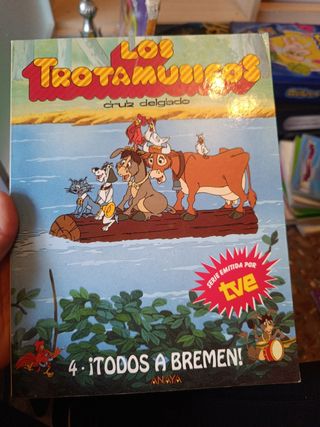 LOS
TROTAMUSICOS
cruz delgado
SERIE EMITIDA POR
tve
4 · ¡TODOS A BREMEN!
ANAYA